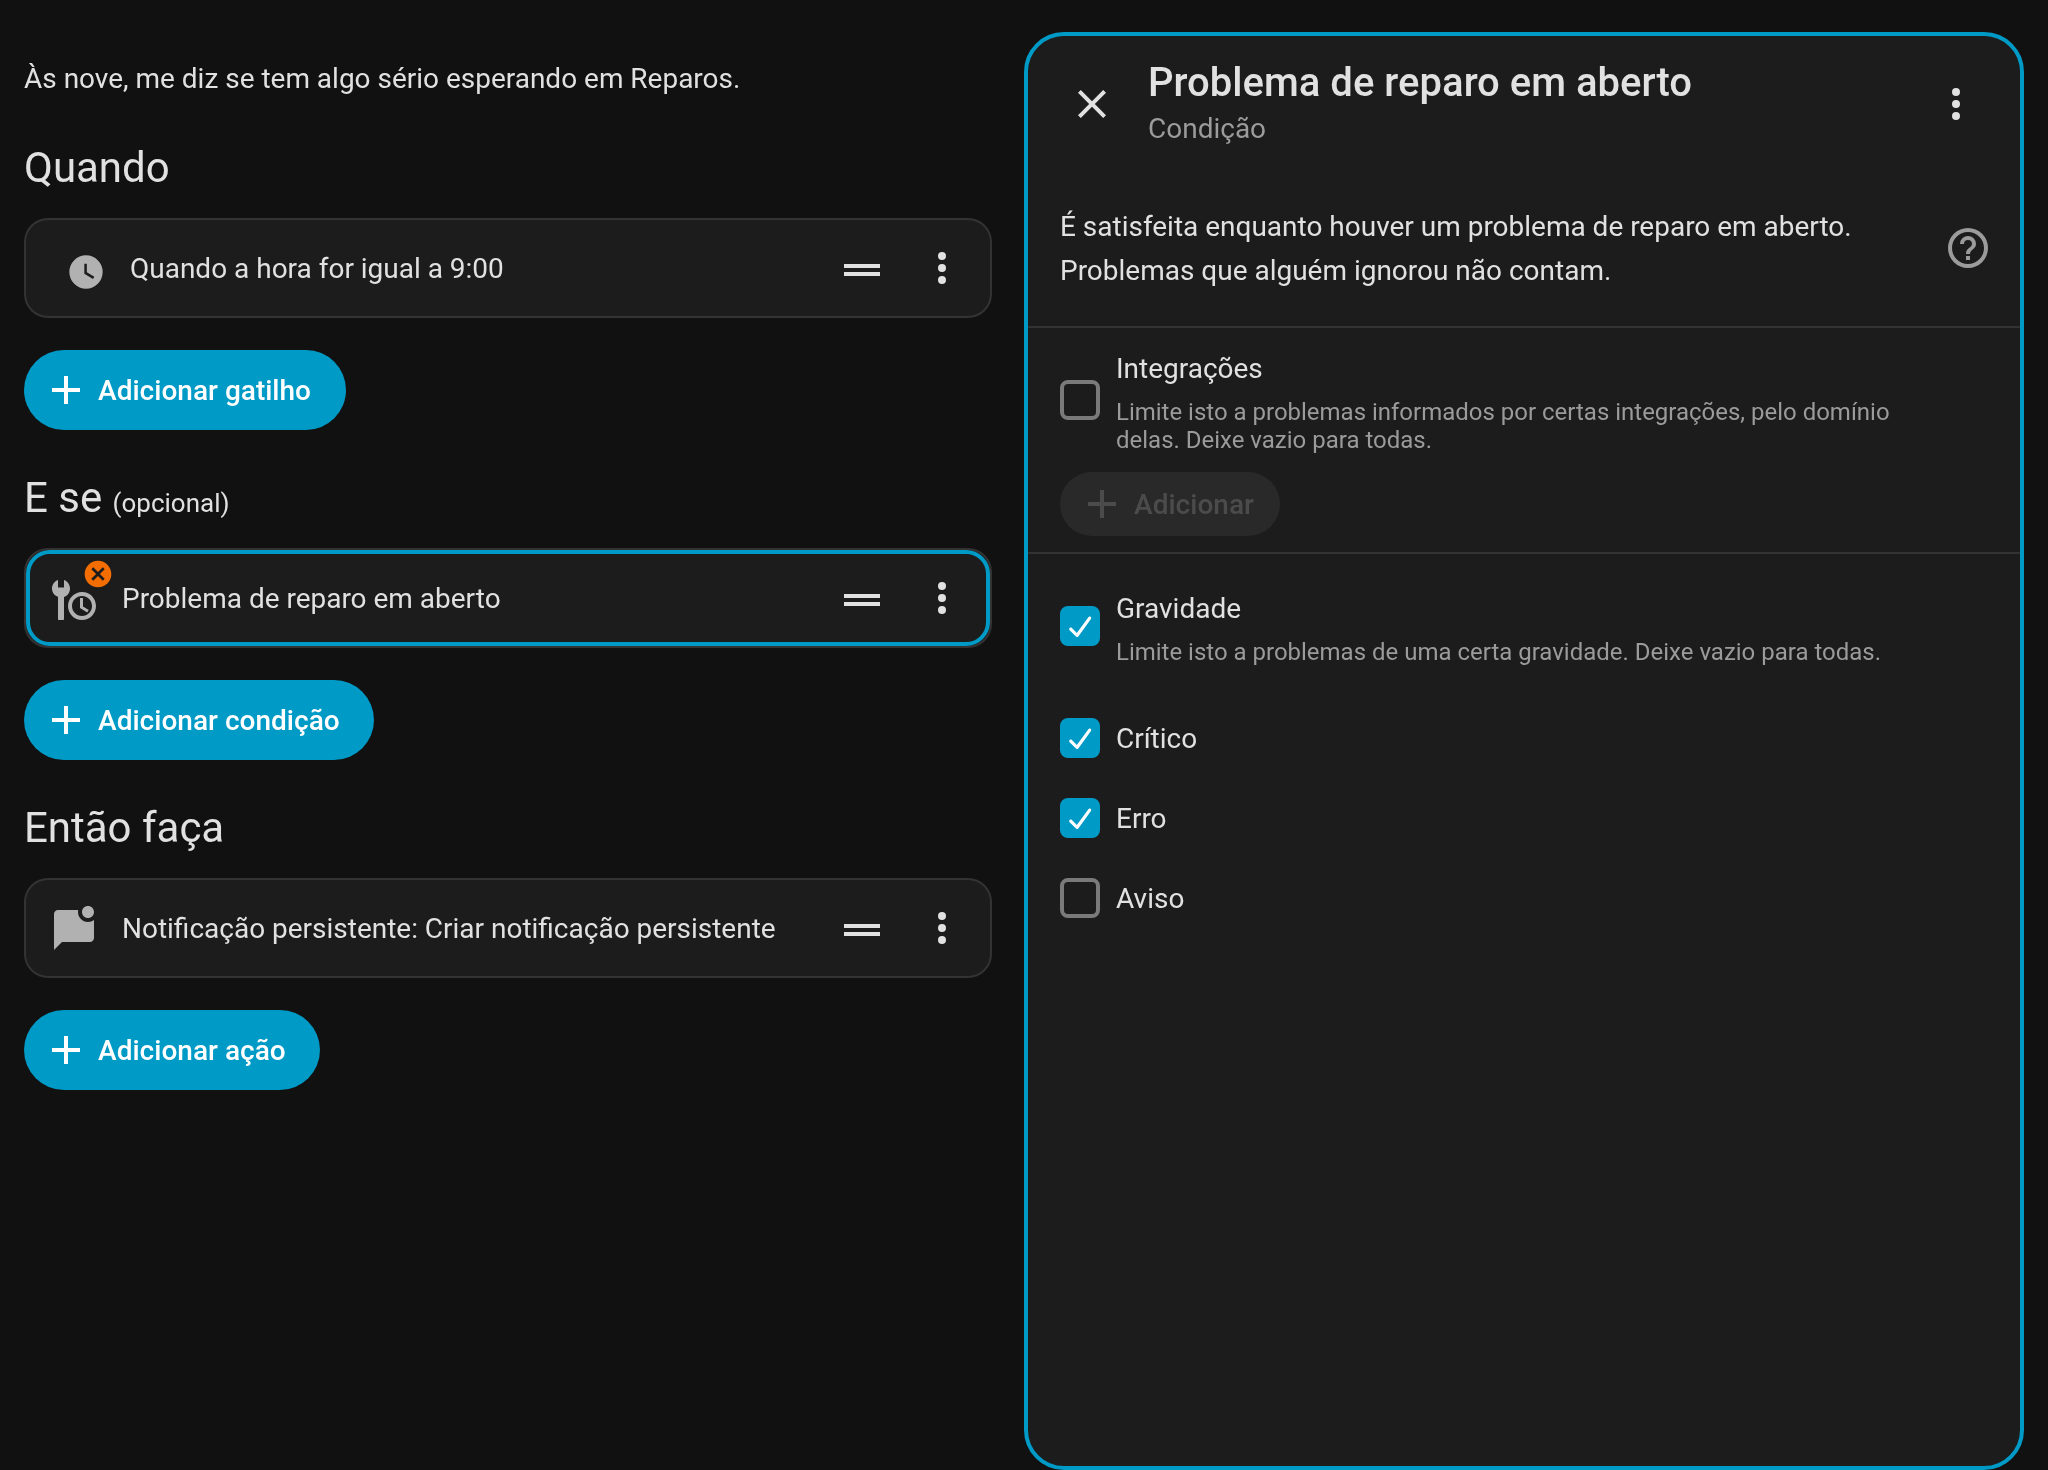 Às nove, me diz se tem algo sério esperando em Reparos.
Quando
Quando a hora for igual a 9:00
Adicionar gatilho
E se (opcional)
Problema de reparo em aberto
Adicionar condição
Então faça
Notificação persistente: Criar notificação persistente
Adicionar ação
Problema de reparo em aberto
Condição
É satisfeita enquanto houver um problema de reparo em aberto.
Problemas que alguém ignorou não contam.
Integrações
Limite isto a problemas informados por certas integrações, pelo domínio
delas. Deixe vazio para todas.
Adicionar
Gravidade
Limite isto a problemas de uma certa gravidade. Deixe vazio para todas.
Crítico
Erro
Aviso